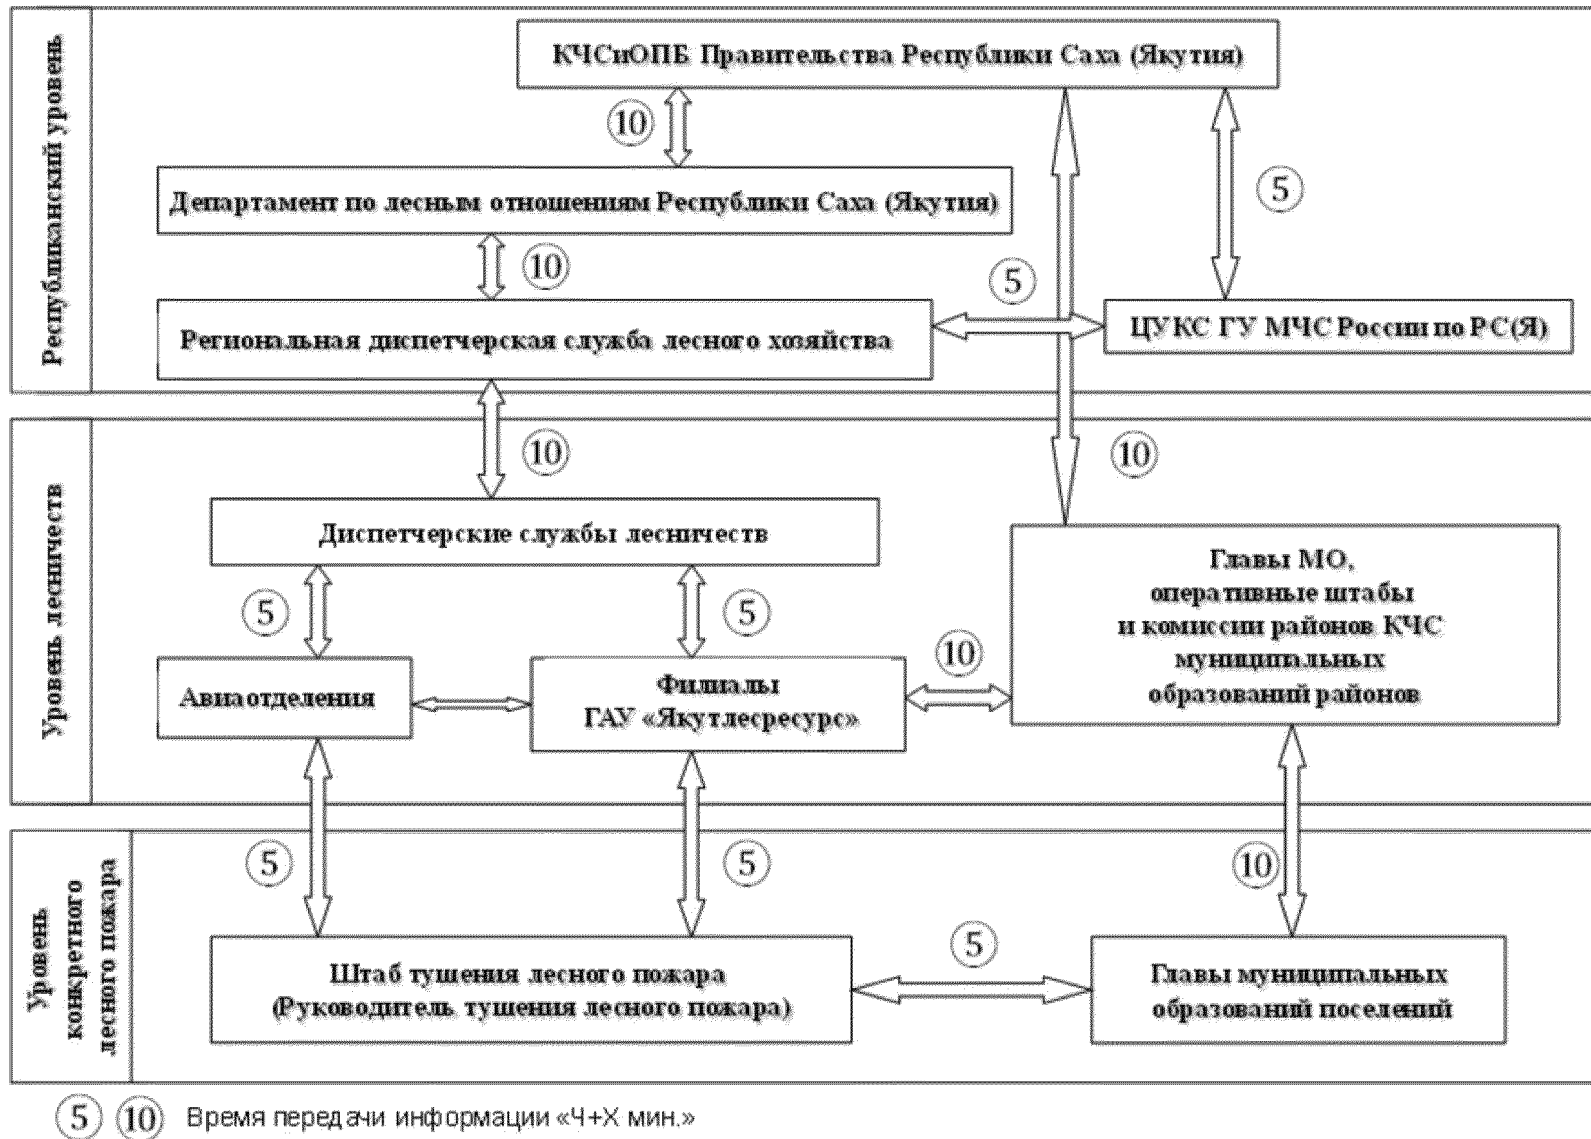 Республиканский уровень
КЧСиОПБ Правительства Республики Саха (Якутия)
10
5
Департамент по лесным отношениям Республики Саха (Якутия)
10
5
Региональная диспетчерская служба лесного хозяйства
ЦУКС ГУ МЧС России по РС(Я)
Уровень лесничеств
10
10
Диспетчерские службы лесничеств
Главы МО,
оперативные штабы
и комиссии районов КЧС
муниципальных
образований районов
5
5
10
Авиаотделения
Филиалы
ГАУ «Якутлесресурс»
Уровень
конкретного
лесного пожара
5
5
10
Штаб тушения лесного пожара
(Руководитель тушения лесного пожара)
5
Главы муниципальных
образований поселений
5 10 Время передачи информации «Ч+Х мин.»